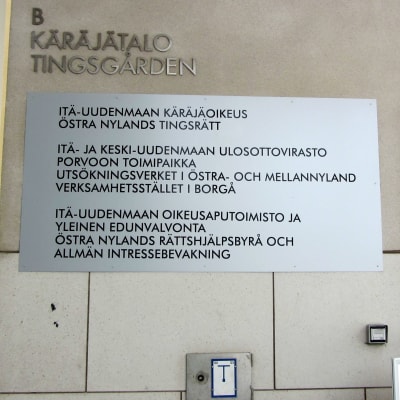 B
KÄRÄJÄTALO
TINGSGÅRDEN
ITÄ-UUDENMAAN KÄRÄJÄOIKEUS
ÖSTRA NYLANDS TINGSRÄTT
ITÄ- JA KESKI-UUDENMAAN ULOSOTTOVIRASTO
PORVOON TOIMIPAIKKA
UTSÖKNINGSVERKET I ÖSTRA- OCH MELLANNYLAND
VERKSAMHETSSTÄLLET I BORGÅ
ITÄ-UUDENMAAN OIKEUSAPUTOIMISTO JA
YLEINEN EDUNVALVONTA
ÖSTRA NYLANDS RÄTTSHJÄLPSBYRÅ OCH
ALLMÄN INTRESSEBEVAKNING
T